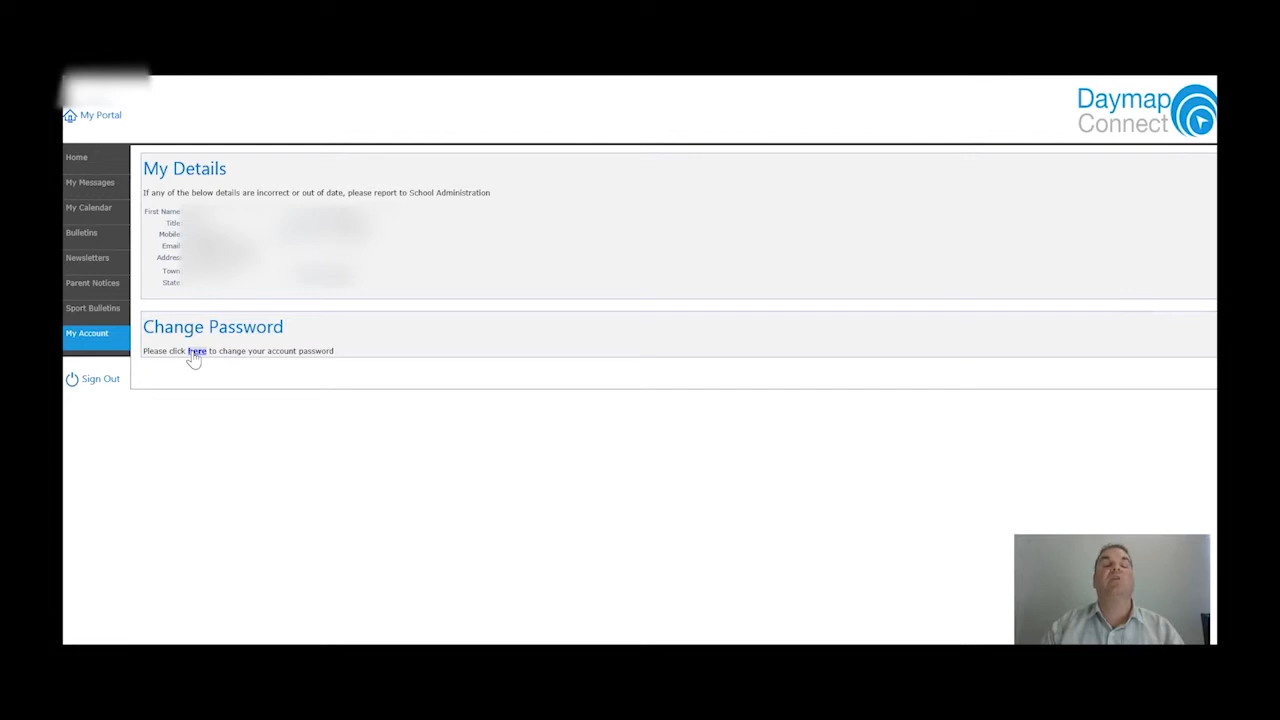 Daymap
Connect
My Portal
Home
My Messages
My Calendar
Bulletins
Newsletters
Parent Notices
Sport Bulletins
My Account
Sign Out
My Details
If any of the below details are incorrect or out of date, please report to School Administration
First Name:
Title:
Mobile:
Email:
Address:
Town:
State:
Change Password
Please click here to change your account password